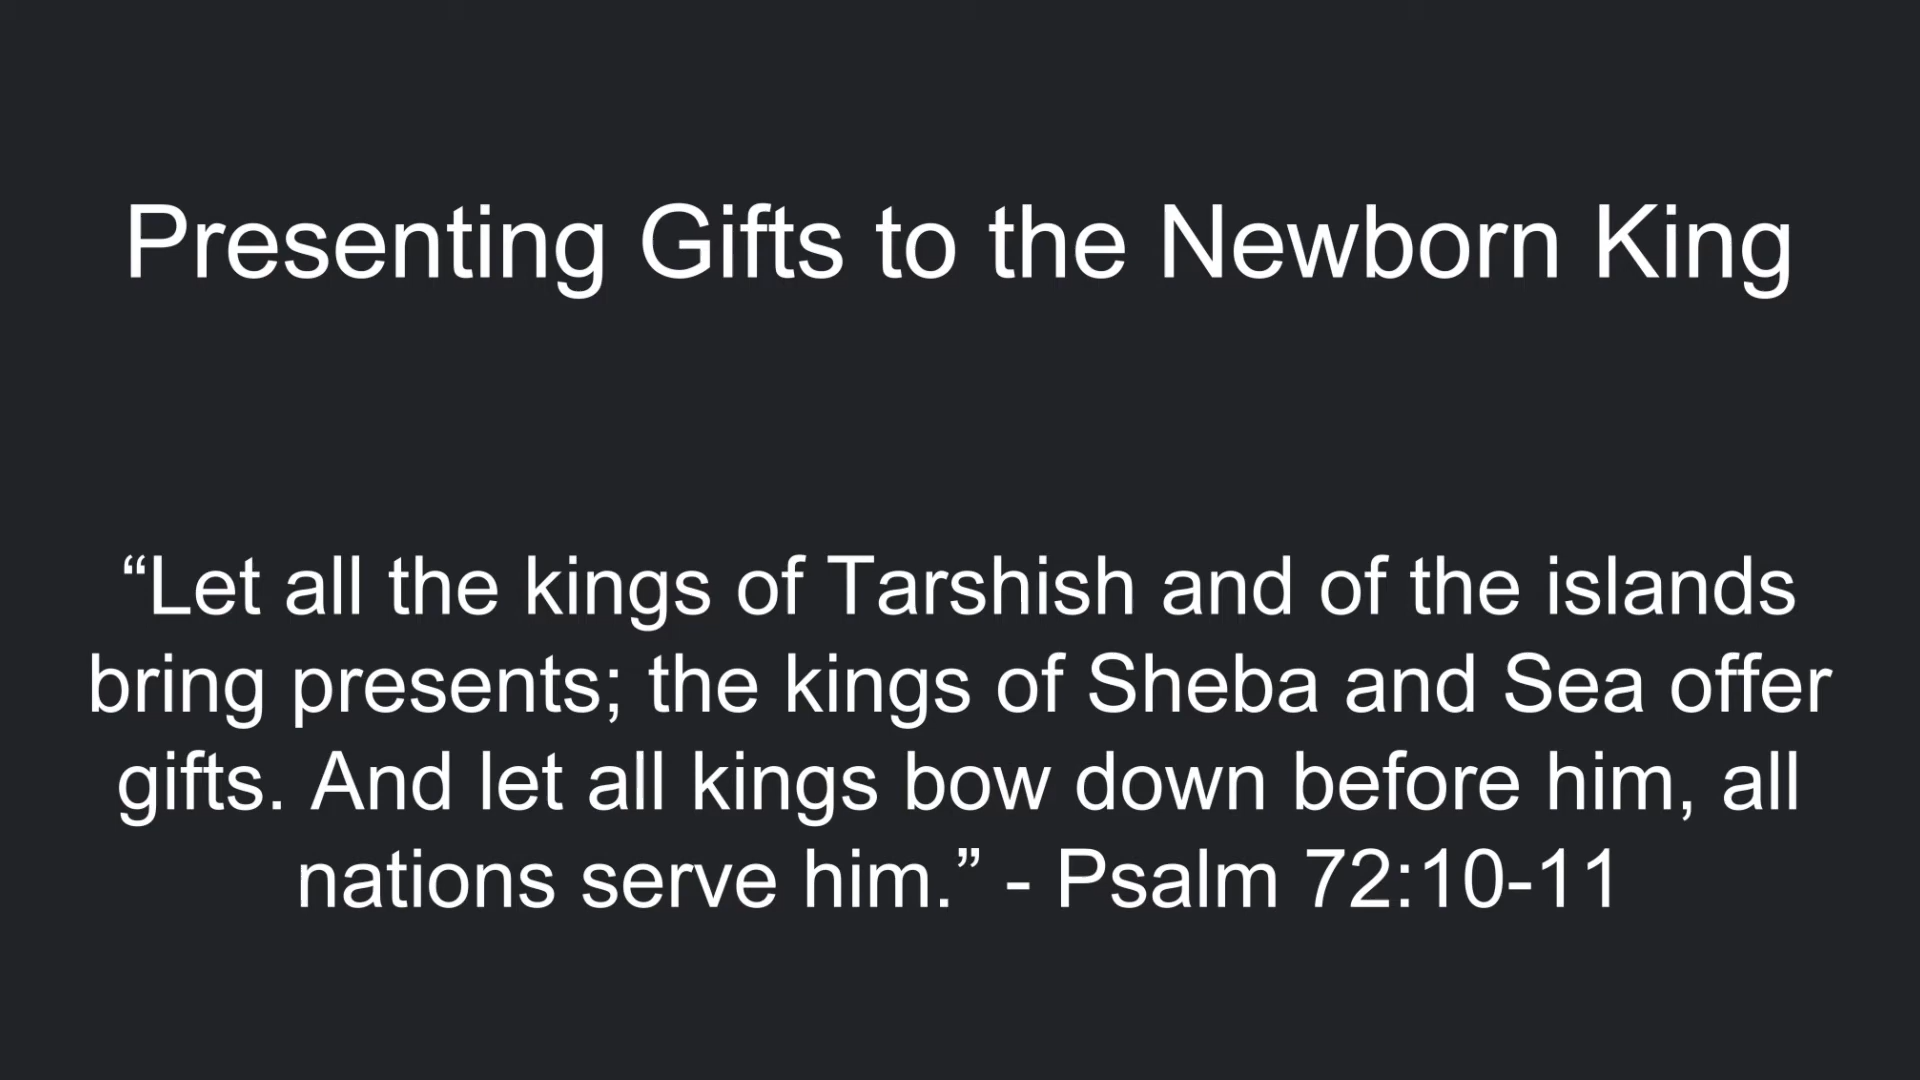 Presenting Gifts to the Newborn King
“Let all the kings of Tarshish and of the islands
bring presents; the kings of Sheba and Sea offer
gifts. And let all kings bow down before him, all
nations serve him.” - Psalm 72:10-11